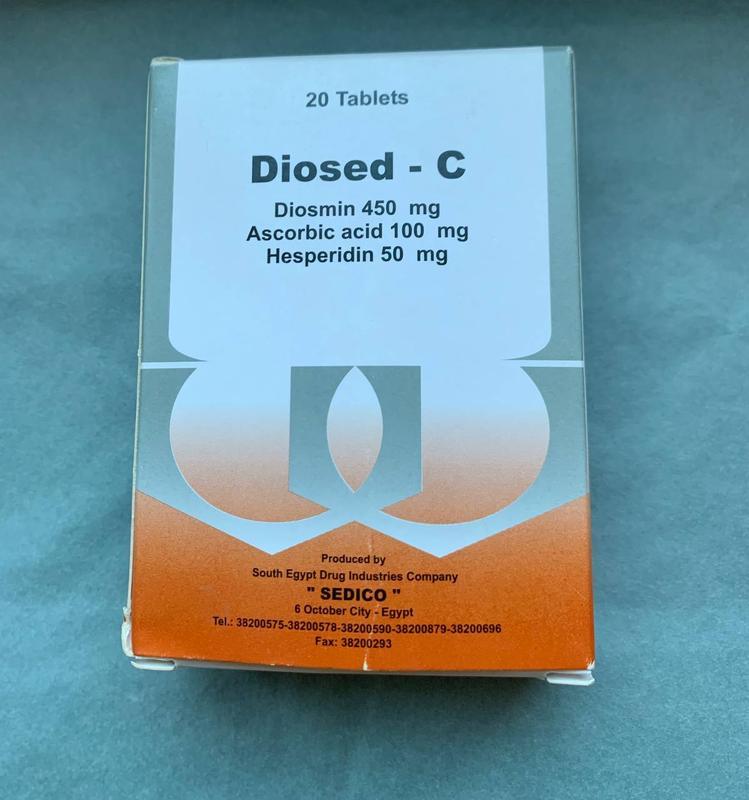 20 Tablets
Diosed - C
Diosmin 450 mg
Ascorbic acid 100 mg
Hesperidin 50 mg
Produced by
South Egypt Drug Industries Company
" SEDICO "
6 October City - Egypt
Tel.: 38200575-38200578-38200590-38200879-38200696
Fax: 38200293